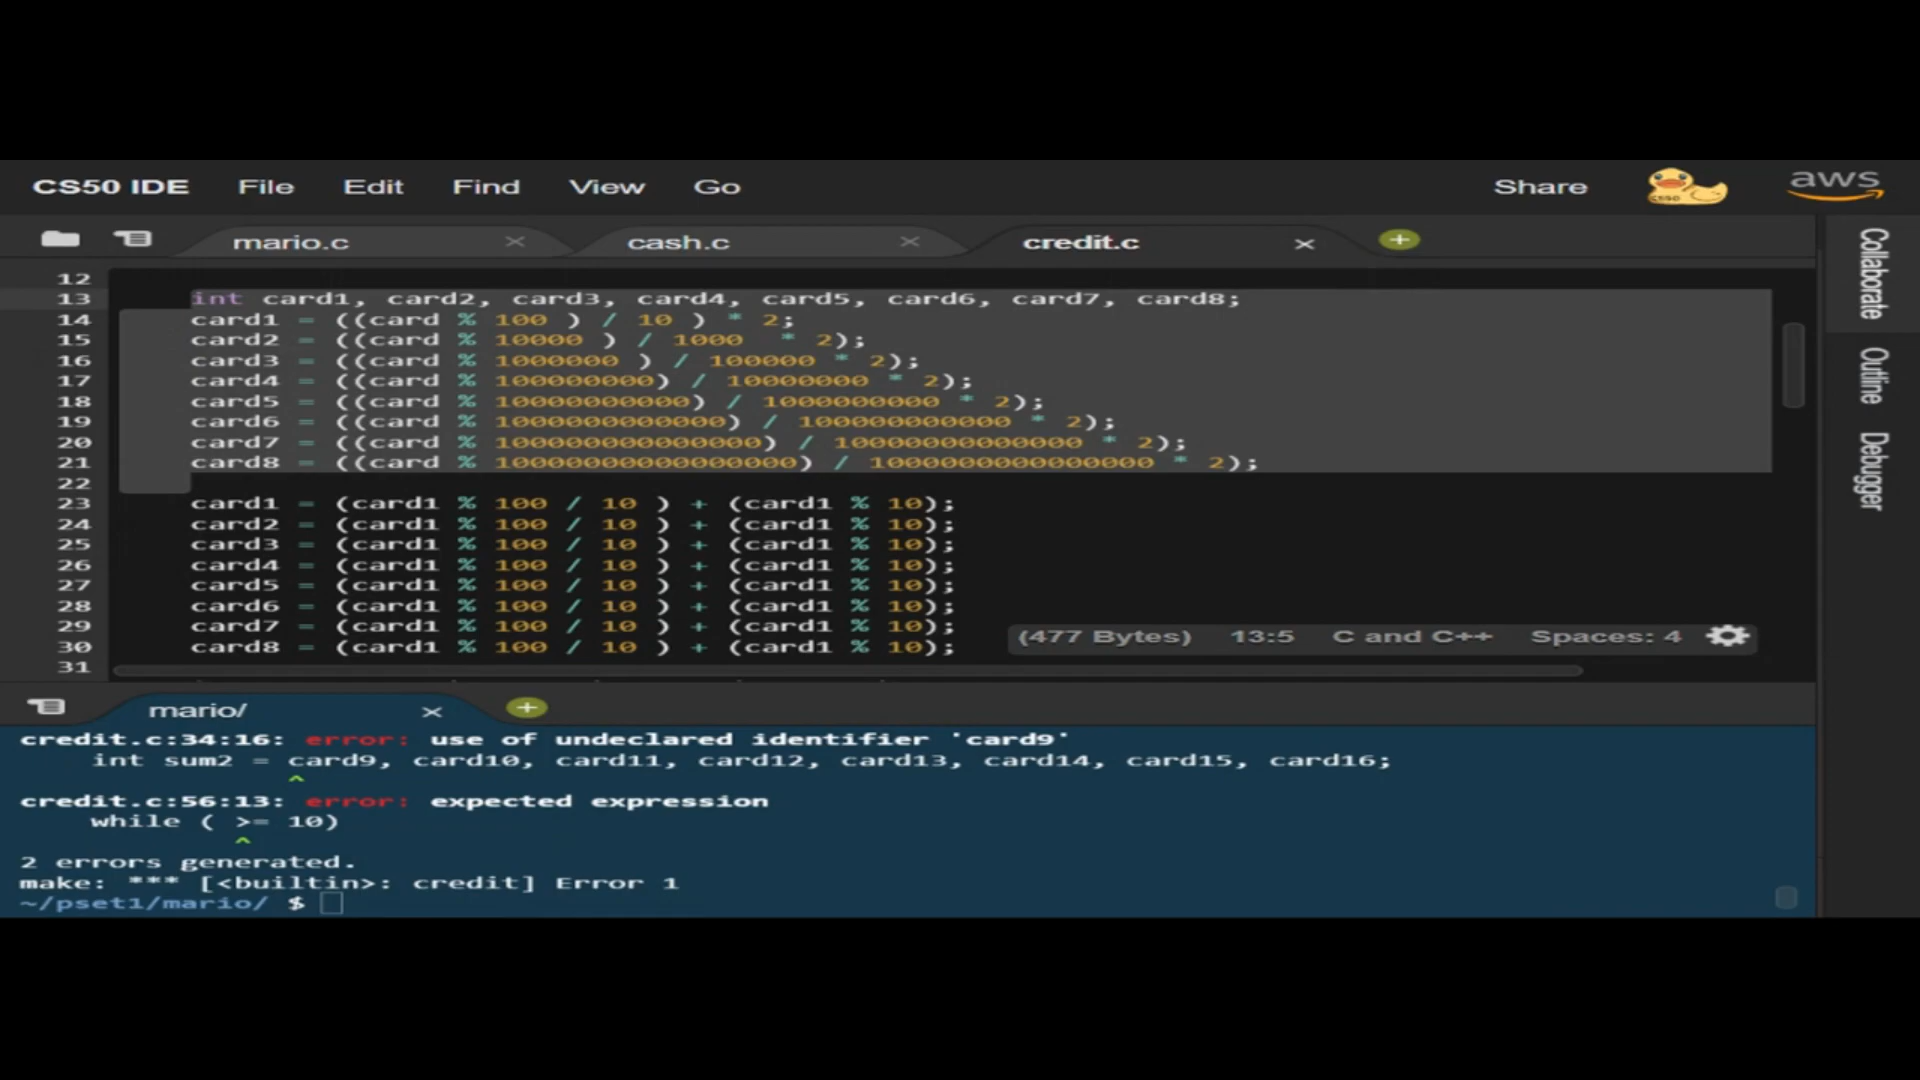 CS50 IDE File Edit Find View Go Share aws
mario.c × cash.c × credit.c ×
12
13 int card1, card2, card3, card4, card5, card6, card7, card8;
14 card1 = ((card % 100 ) / 10 ) * 2;
15 card2 = ((card % 10000 ) / 1000 * 2);
16 card3 = ((card % 1000000 ) / 100000 * 2);
17 card4 = ((card % 100000000) / 10000000 * 2);
18 card5 = ((card % 10000000000) / 1000000000 * 2);
19 card6 = ((card % 1000000000000) / 100000000000 * 2);
20 card7 = ((card % 100000000000000) / 10000000000000 * 2);
21 card8 = ((card % 10000000000000000) / 1000000000000000 * 2);
22
23 card1 = (card1 % 100 / 10 ) + (card1 % 10);
24 card2 = (card1 % 100 / 10 ) + (card1 % 10);
25 card3 = (card1 % 100 / 10 ) + (card1 % 10);
26 card4 = (card1 % 100 / 10 ) + (card1 % 10);
27 card5 = (card1 % 100 / 10 ) + (card1 % 10);
28 card6 = (card1 % 100 / 10 ) + (card1 % 10);
29 card7 = (card1 % 100 / 10 ) + (card1 % 10);
30 card8 = (card1 % 100 / 10 ) + (card1 % 10);
31
(477 Bytes) 13:5 C and C++ Spaces: 4
Collaborate
Outline
Debugger
mario/ ×
credit.c:34:16: error: use of undeclared identifier 'card9'
int sum2 = card9, card10, card11, card12, card13, card14, card15, card16;
^
credit.c:56:13: error: expected expression
while ( >= 10)
^
2 errors generated.
make: *** [<builtin>: credit] Error 1
~/pset1/mario/ $